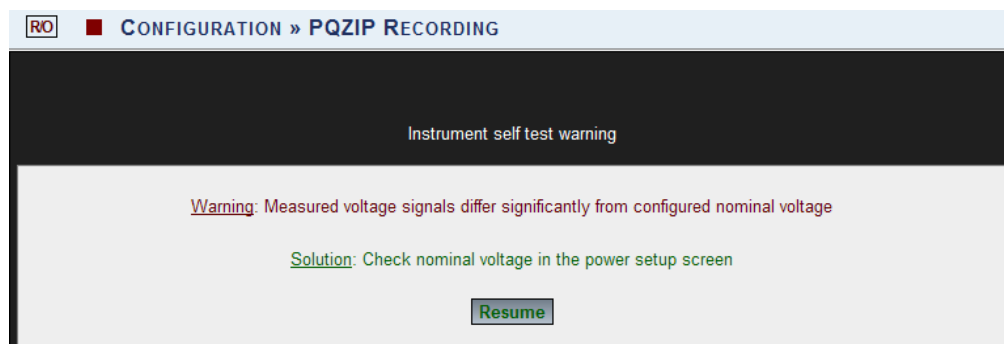 R/O
CONFIGURATION » PQZIP RECORDING
Instrument self test warning
Warning: Measured voltage signals differ significantly from configured nominal voltage
Solution: Check nominal voltage in the power setup screen
Resume